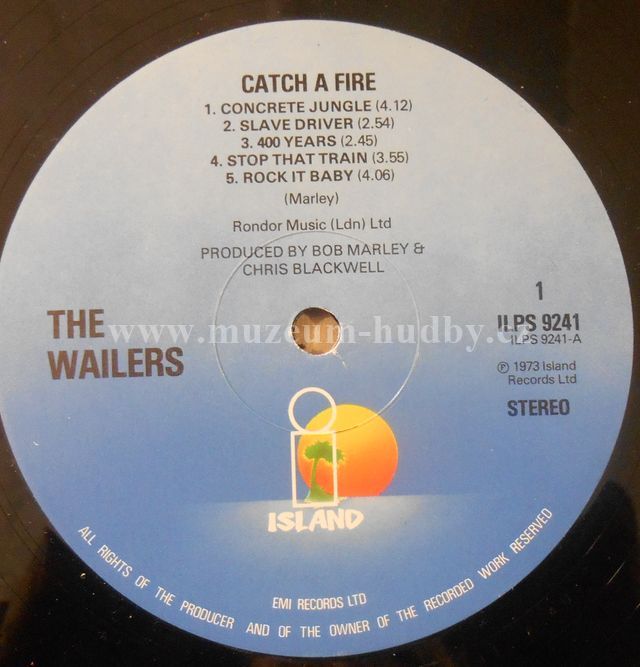 CATCH A FIRE
1. CONCRETE JUNGLE (4.12)
2. SLAVE DRIVER (2.54)
3. 400 YEARS (2.45)
4. STOP THAT TRAIN (3.55)
5. ROCK IT BABY (4.06)
(Marley)
Rondor Music (Ldn) Ltd
PRODUCED BY BOB MARLEY &
CHRIS BLACKWELL
THE
WAILERS
www.muzeum-hudby.cz
1
ILPS 9241
ILPS 9241-A
℗ 1973 Island
Records Ltd
STEREO
ISLAND
EMI RECORDS LTD
ALL RIGHTS OF THE PRODUCER AND OF THE OWNER OF THE RECORDED WORK RESERVED